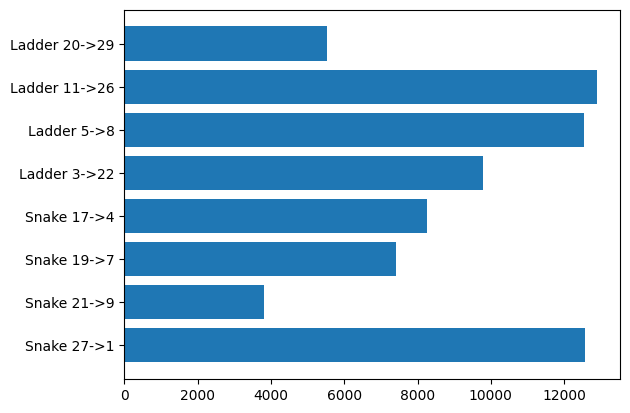 Ladder 20->29
Ladder 11->26
Ladder 5->8
Ladder 3->22
Snake 17->4
Snake 19->7
Snake 21->9
Snake 27->1
0 2000 4000 6000 8000 10000 12000